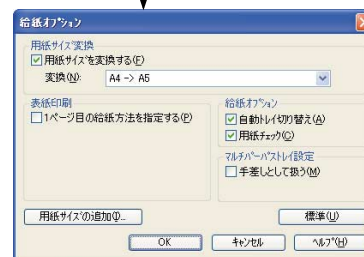 給紙オプション
用紙サイズ変換
用紙サイズを変換する(F)
変換(N): A4 -> A5
表紙印刷
1ページ目の給紙方法を指定する(P)
給紙オプション
自動トレイ切り替え(A)
用紙チェック(C)
マルチパーパストレイ設定
手差しとして扱う(M)
用紙サイズの追加(I)...
標準(U)
OK キャンセル ヘルプ(H)